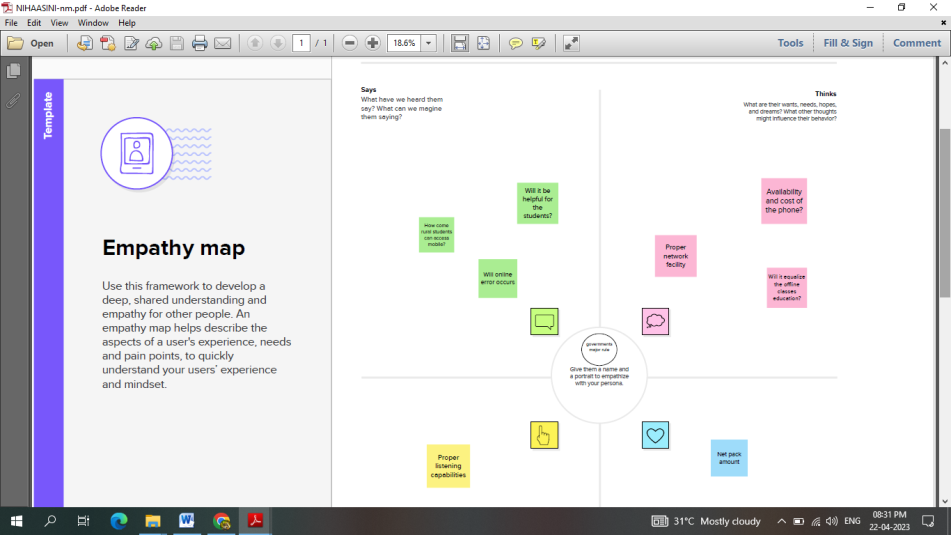 NIHAASINI-nm.pdf - Adobe Reader
File Edit View Window Help
Open
1 / 1
18.6%
Tools Fill & Sign Comment
Template
Empathy map
Use this framework to develop a
deep, shared understanding and
empathy for other people. An
empathy map helps describe the
aspects of a user's experience, needs
and pain points, to quickly
understand your users' experience
and mindset.
Says
What have we heard them
say? What can we magine
them saying?
Thinks
What are their wants, needs, hopes,
and dreams? What other thoughts
might influence their behavior?
Will it be
helpful for
the
students?
How come
rural students
can access
mobile?
Will online
error occurs
Availability
and cost of
the phone?
Proper
network
fecility
Will it equalize
the offline
classes
education?
governments
major rule
Give them a name and
a portrait to empathize
with your persona.
Proper
listening
capabilities
Net pack
amount
31°C Mostly cloudy
ENG
08:31 PM
22-04-2023